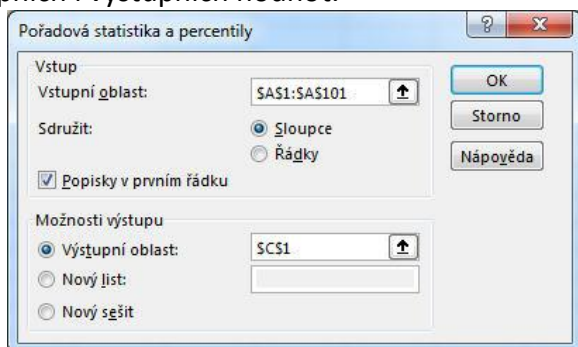 Pořadová statistika a percentily
Vstup
Vstupní oblast: $A$1:$A$101
Sdružit: Sloupce
Řádky
Popisky v prvním řádku
Možnosti výstupu
Výstupní oblast: $C$1
Nový list:
Nový sešit
OK
Storno
Nápověda